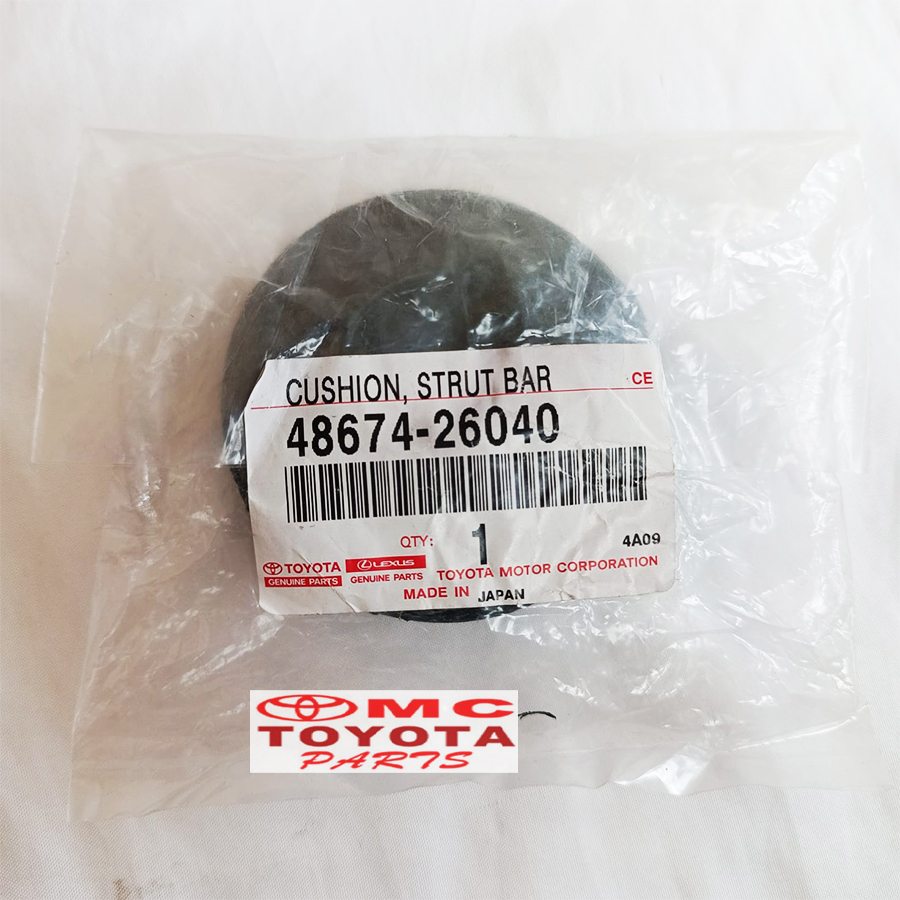 CUSHION, STRUT BAR CE
48674-26040
QTY: 1 4A09
TOYOTA LEXUS
GENUINE PARTS GENUINE PARTS
TOYOTA MOTOR CORPORATION
MADE IN JAPAN
MC
TOYOTA
PARTS